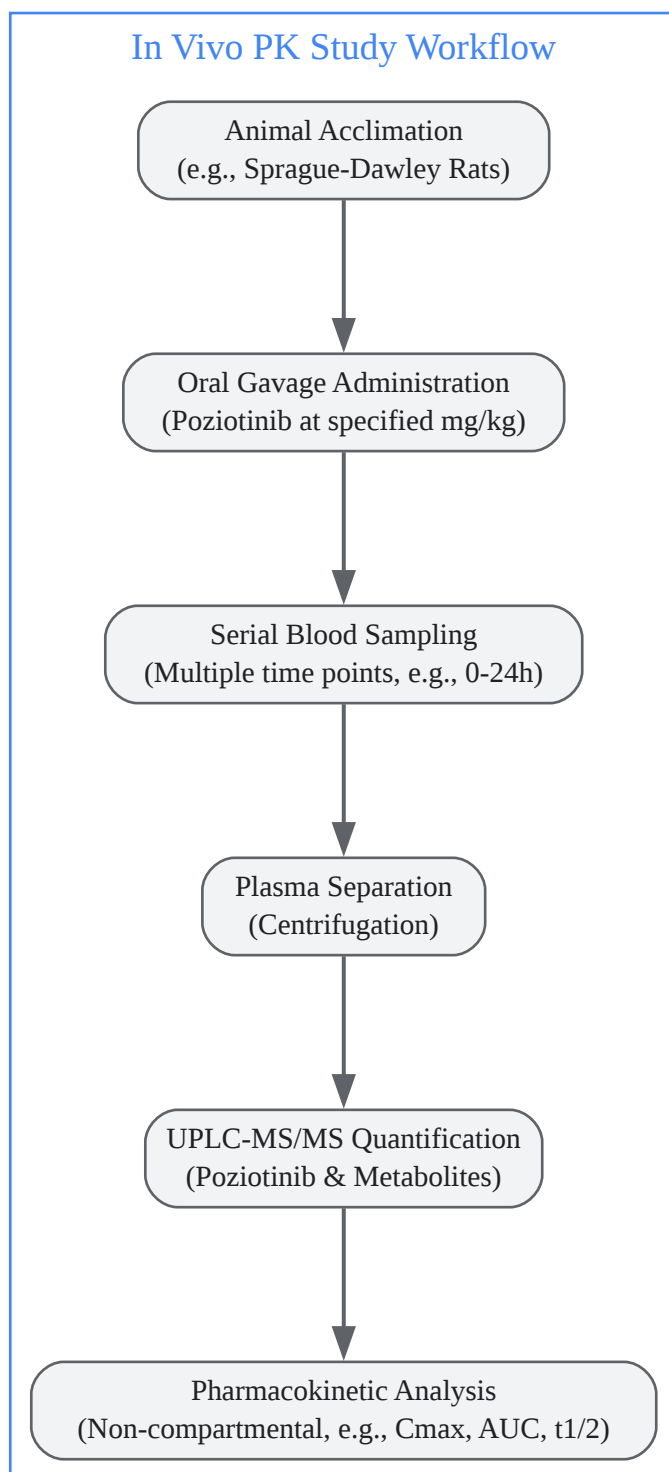 In Vivo PK Study Workflow
Animal Acclimation
(e.g., Sprague-Dawley Rats)
Oral Gavage Administration
(Poziotinib at specified mg/kg)
Serial Blood Sampling
(Multiple time points, e.g., 0-24h)
Plasma Separation
(Centrifugation)
UPLC-MS/MS Quantification
(Poziotinib & Metabolites)
Pharmacokinetic Analysis
(Non-compartmental, e.g., Cmax, AUC, t1/2)